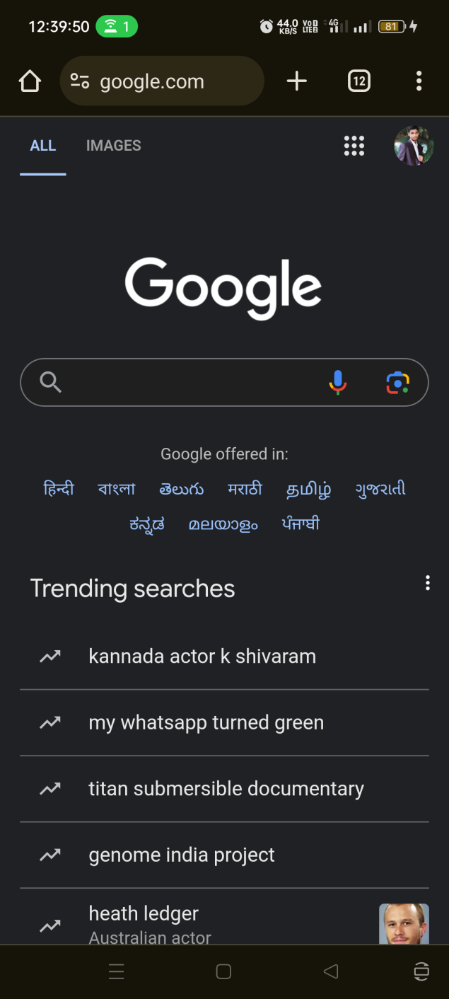 12:39:50 1 44.0 KB/S VoD LTE2 4G 81
google.com 12
ALL IMAGES
Google
Google offered in:
हिन्दी বাংলা తెలుగు मराठी தமிழ் ગુજરાતી
ಕನ್ನಡ മലയാളം ਪੰਜਾਬੀ
Trending searches
kannada actor k shivaram
my whatsapp turned green
titan submersible documentary
genome india project
heath ledger
Australian actor